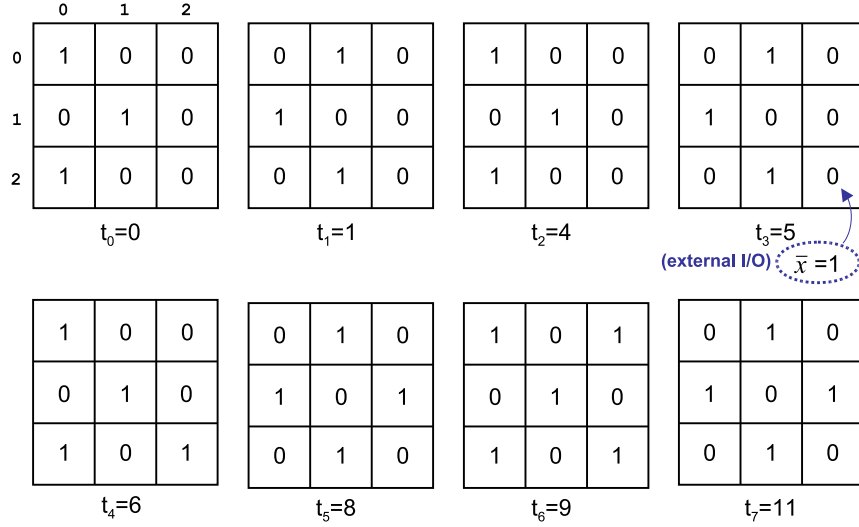 0 1 2
0 1 0 0 0 1 0 1 0 0 0 1 0
1 0 1 0 1 0 0 0 1 0 1 0 0
2 1 0 0 0 1 0 1 0 0 0 1 0
t₀=0 t₁=1 t₂=4 t₃=5
(external I/O) x̄ =1
1 0 0 0 1 0 1 0 1 0 1 0
0 1 0 1 0 1 0 1 0 1 0 1
1 0 1 0 1 0 1 0 1 0 1 0
t₄=6 t₅=8 t₆=9 t₇=11